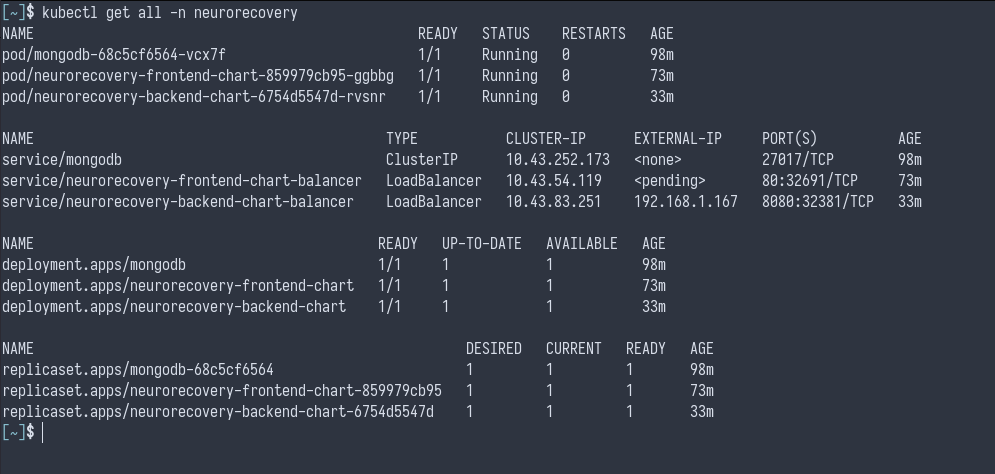 [~]$ kubectl get all -n neurorecovery
NAME READY STATUS RESTARTS AGE
pod/mongodb-68c5cf6564-vcx7f 1/1 Running 0 98m
pod/neurorecovery-frontend-chart-859979cb95-ggbbg 1/1 Running 0 73m
pod/neurorecovery-backend-chart-6754d5547d-rvsnr 1/1 Running 0 33m
NAME TYPE CLUSTER-IP EXTERNAL-IP PORT(S) AGE
service/mongodb ClusterIP 10.43.252.173 <none> 27017/TCP 98m
service/neurorecovery-frontend-chart-balancer LoadBalancer 10.43.54.119 <pending> 80:32691/TCP 73m
service/neurorecovery-backend-chart-balancer LoadBalancer 10.43.83.251 192.168.1.167 8080:32381/TCP 33m
NAME READY UP-TO-DATE AVAILABLE AGE
deployment.apps/mongodb 1/1 1 1 98m
deployment.apps/neurorecovery-frontend-chart 1/1 1 1 73m
deployment.apps/neurorecovery-backend-chart 1/1 1 1 33m
NAME DESIRED CURRENT READY AGE
replicaset.apps/mongodb-68c5cf6564 1 1 1 98m
replicaset.apps/neurorecovery-frontend-chart-859979cb95 1 1 1 73m
replicaset.apps/neurorecovery-backend-chart-6754d5547d 1 1 1 33m
[~]$